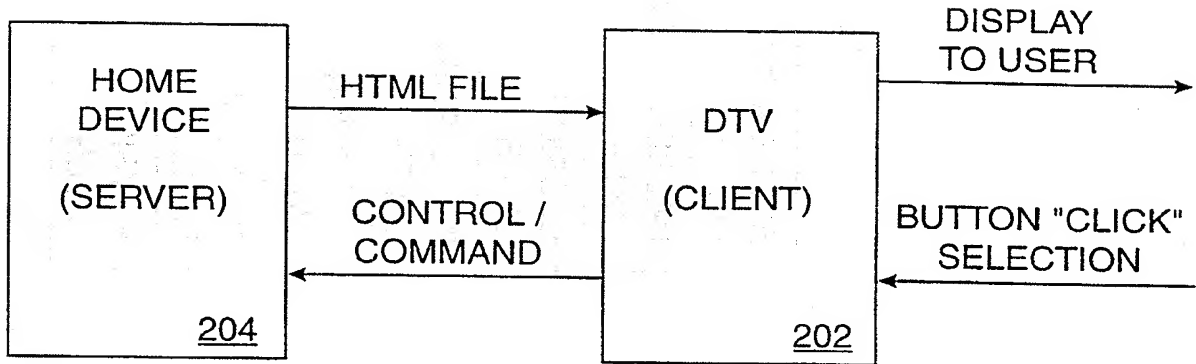 HOME
DEVICE
(SERVER)
204
HTML FILE
CONTROL /
COMMAND
DTV
(CLIENT)
202
DISPLAY
TO USER
BUTTON "CLICK"
SELECTION